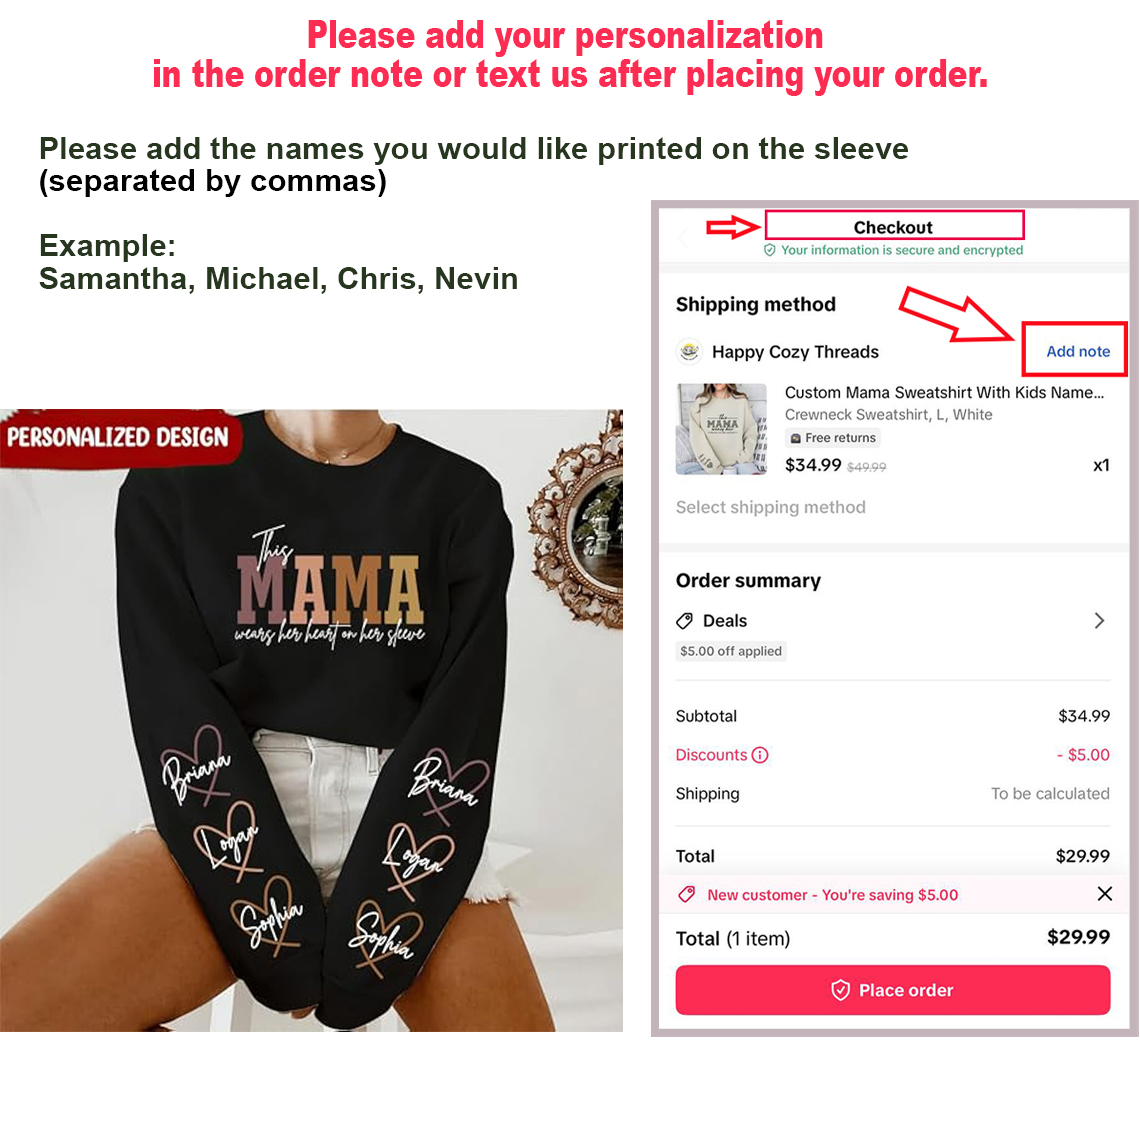 Please add your personalization
in the order note or text us after placing your order.
Please add the names you would like printed on the sleeve
(separated by commas)
Example:
Samantha, Michael, Chris, Nevin
PERSONALIZED DESIGN
This
MAMA
wears her heart on her sleeve
Briana
Logan
Sophia
Briana
Logan
Sophia
Checkout
Your information is secure and encrypted
Shipping method
Happy Cozy Threads
Add note
Custom Mama Sweatshirt With Kids Name...
Crewneck Sweatshirt, L, White
Free returns
$34.99 $49.99
x1
MAMA
Select shipping method
Order summary
Deals
$5.00 off applied
Subtotal
$34.99
Discounts
- $5.00
Shipping
To be calculated
Total
$29.99
New customer - You're saving $5.00
Total (1 item)
$29.99
Place order